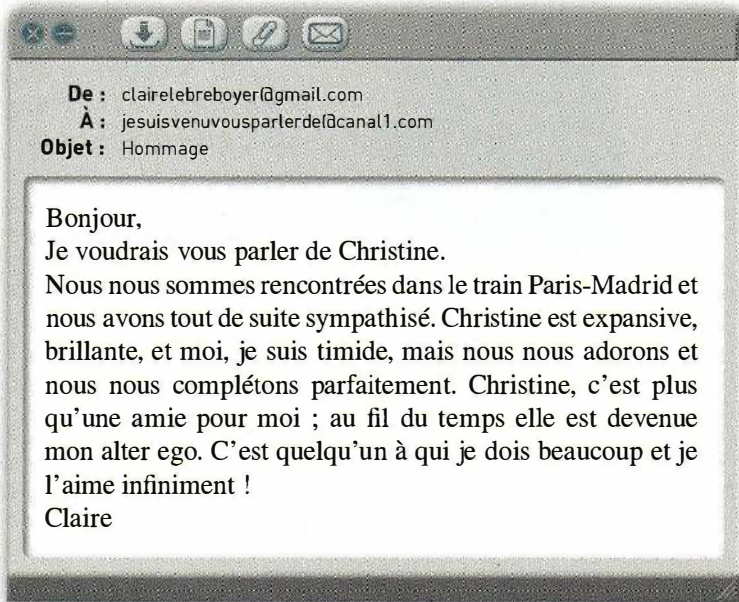 De : clairelebreboyer@gmail.com
À : jesuisvenuvousparlerde@canal1.com
Objet : Hommage
Bonjour,
Je voudrais vous parler de Christine.
Nous nous sommes rencontrées dans le train Paris-Madrid et
nous avons tout de suite sympathisé. Christine est expansive,
brillante, et moi, je suis timide, mais nous nous adorons et
nous nous complétons parfaitement. Christine, c’est plus
qu’une amie pour moi ; au fil du temps elle est devenue
mon alter ego. C’est quelqu’un à qui je dois beaucoup et je
l’aime infiniment !
Claire